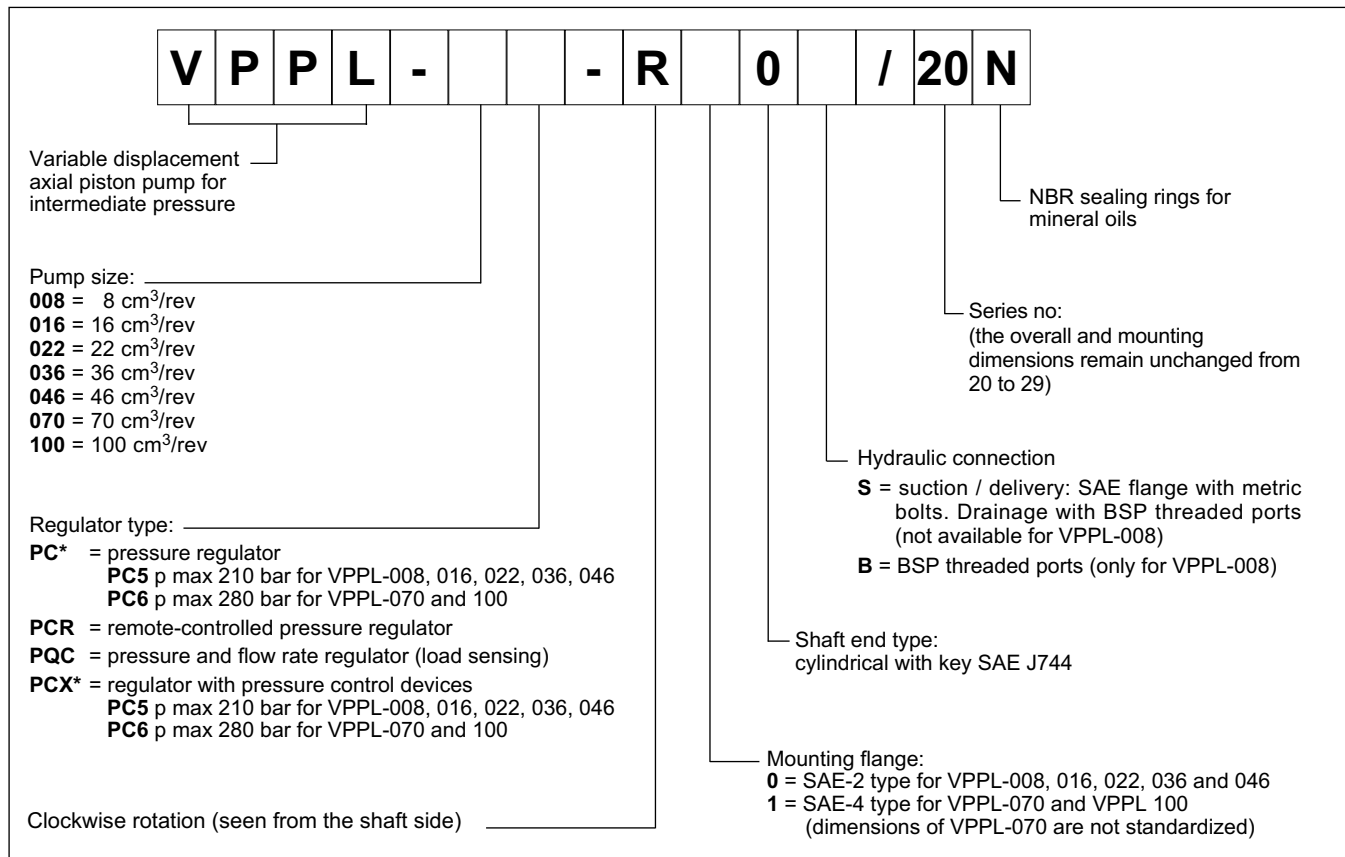 V P P L - - R 0 / 20 N
Variable displacement
axial piston pump for
intermediate pressure
NBR sealing rings for
mineral oils
Pump size:
008 = 8 cm³/rev
016 = 16 cm³/rev
022 = 22 cm³/rev
036 = 36 cm³/rev
046 = 46 cm³/rev
070 = 70 cm³/rev
100 = 100 cm³/rev
Series no:
(the overall and mounting
dimensions remain unchanged from
20 to 29)
Hydraulic connection
S = suction / delivery: SAE flange with metric
bolts. Drainage with BSP threaded ports
(not available for VPPL-008)
B = BSP threaded ports (only for VPPL-008)
Regulator type:
PC* = pressure regulator
PC5 p max 210 bar for VPPL-008, 016, 022, 036, 046
PC6 p max 280 bar for VPPL-070 and 100
PCR = remote-controlled pressure regulator
PQC = pressure and flow rate regulator (load sensing)
PCX* = regulator with pressure control devices
PC5 p max 210 bar for VPPL-008, 016, 022, 036, 046
PC6 p max 280 bar for VPPL-070 and 100
Shaft end type:
cylindrical with key SAE J744
Mounting flange:
0 = SAE-2 type for VPPL-008, 016, 022, 036 and 046
1 = SAE-4 type for VPPL-070 and VPPL 100
(dimensions of VPPL-070 are not standardized)
Clockwise rotation (seen from the shaft side)